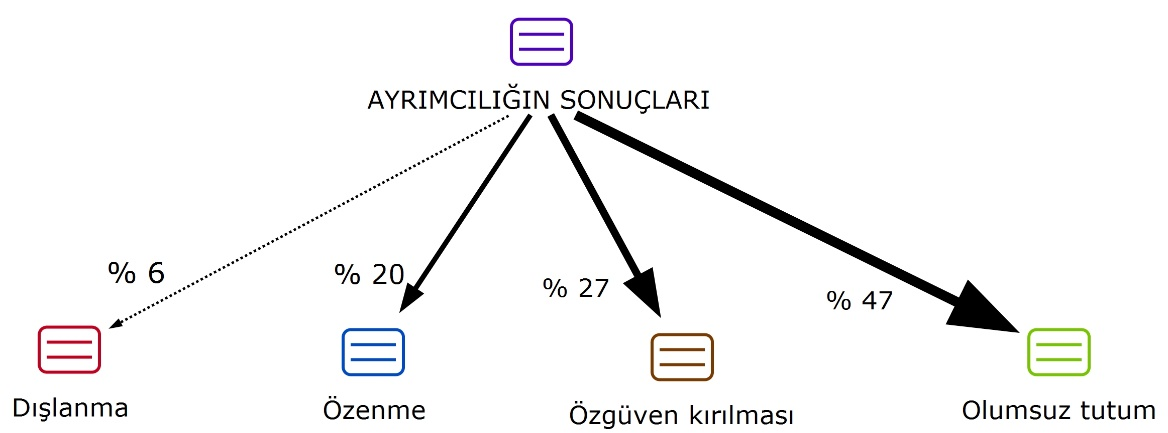 AYRIMCILIĞIN SONUÇLARI
% 6
% 20
% 27
% 47
Dışlanma
Özenme
Özgüven kırılması
Olumsuz tutum